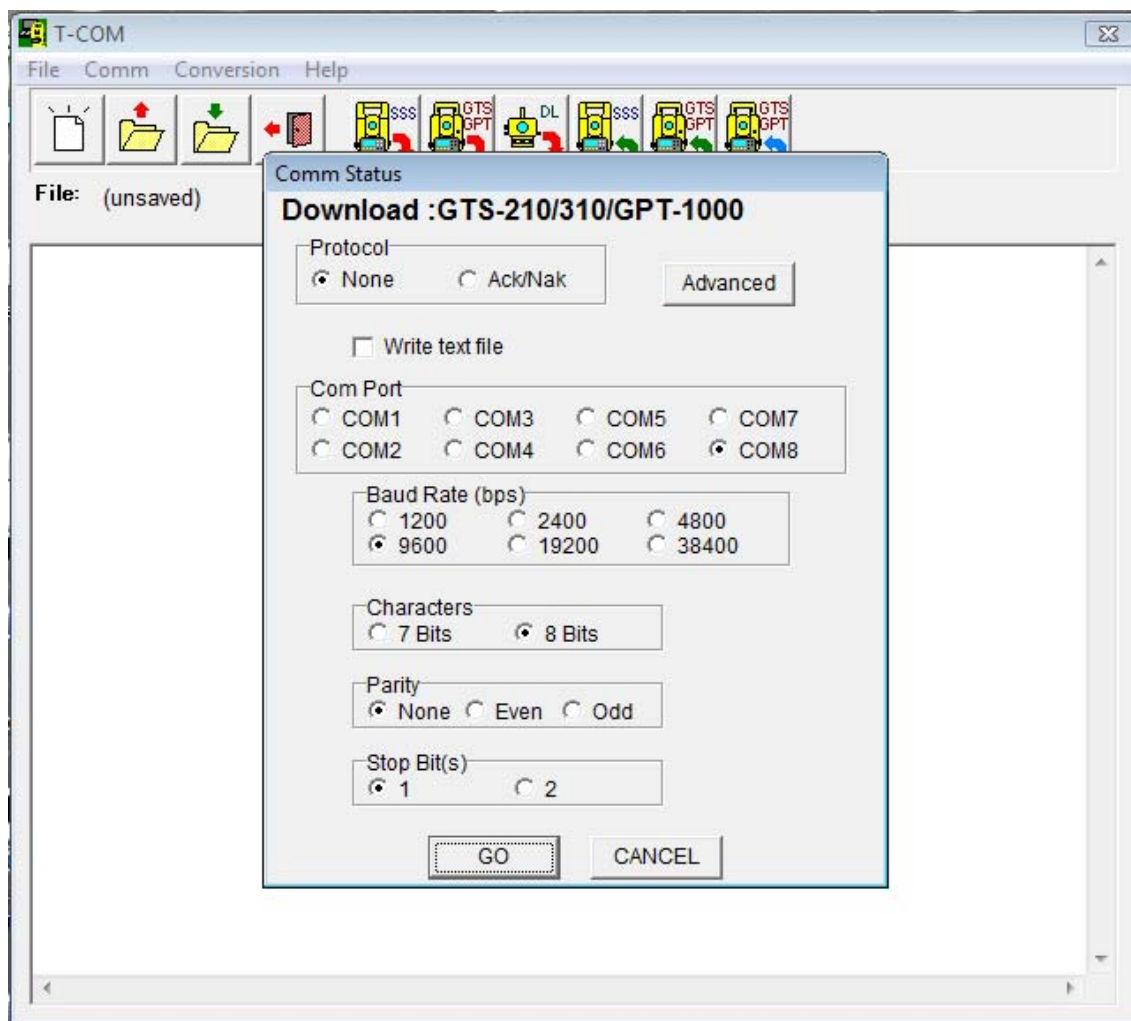 T-COM
File Comm Conversion Help
SSS GTS GPT DL SSS GTS GPT GTS GPT
File: (unsaved)
Comm Status
Download :GTS-210/310/GPT-1000
Protocol
None Ack/Nak
Advanced
Write text file
Com Port
COM1 COM3 COM5 COM7
COM2 COM4 COM6 COM8
Baud Rate (bps)
1200 2400 4800
9600 19200 38400
Characters
7 Bits 8 Bits
Parity
None Even Odd
Stop Bit(s)
1 2
GO CANCEL